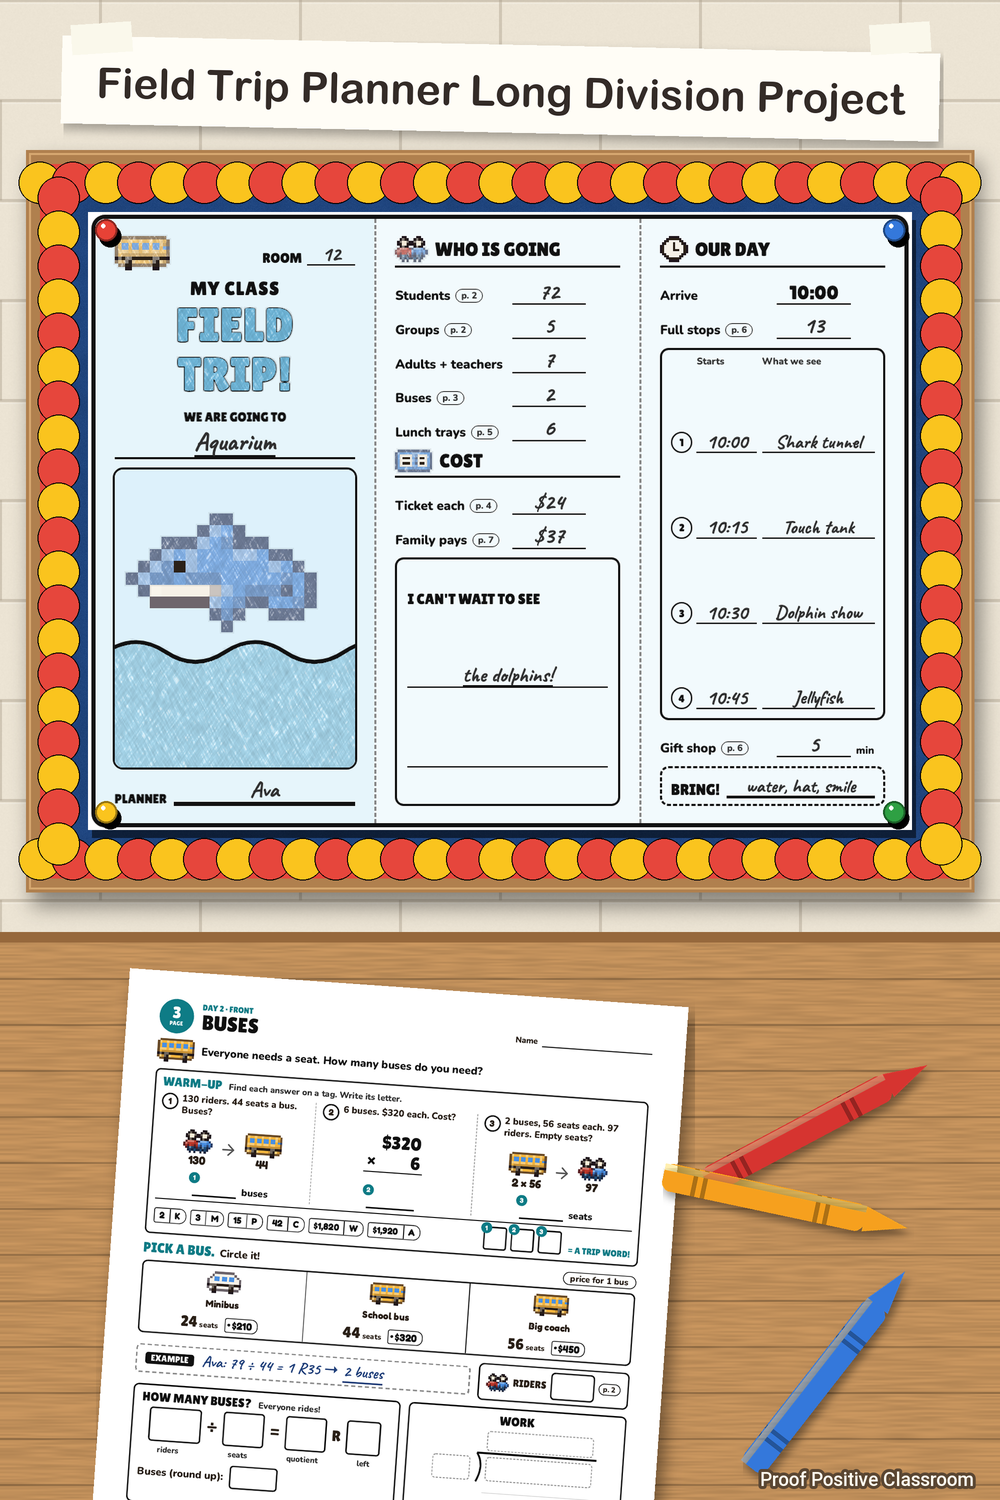 Field Trip Planner Long Division Project
ROOM 12
MY CLASS
FIELD
TRIP!
WE ARE GOING TO
Aquarium
PLANNER Ava
WHO IS GOING
Students p. 2 72
Groups p. 2 5
Adults + teachers 7
Buses p. 3 2
Lunch trays p. 5 6
COST
Ticket each p. 4 $24
Family pays p. 7 $37
I CAN'T WAIT TO SEE
the dolphins!
OUR DAY
Arrive 10:00
Full stops p. 6 13
Starts What we see
1 10:00 Shark tunnel
2 10:15 Touch tank
3 10:30 Dolphin show
4 10:45 Jellyfish
Gift shop p. 6 5 min
BRING! water, hat, smile
3 PAGE
DAY 2 · FRONT
BUSES
Name
Everyone needs a seat. How many buses do you need?
WARM-UP Find each answer on a tag. Write its letter.
1 130 riders. 44 seats a bus.
Buses?
130 → 44
1
buses
2 6 buses. $320 each. Cost?
$320
× 6
2
3 2 buses, 56 seats each. 97
riders. Empty seats?
2 × 56 → 97
3
seats
2 K 3 M 15 P 42 C $1,820 W $1,920 A
1 2 3 = A TRIP WORD!
PICK A BUS. Circle it!
price for 1 bus
Minibus
24 seats • $210
School bus
44 seats • $320
Big coach
56 seats • $450
EXAMPLE Ava: 79 ÷ 44 = 1 R35 → 2 buses
RIDERS p. 2
HOW MANY BUSES? Everyone rides!
÷ = R
riders seats quotient left
Buses (round up):
WORK
Proof Positive Classroom